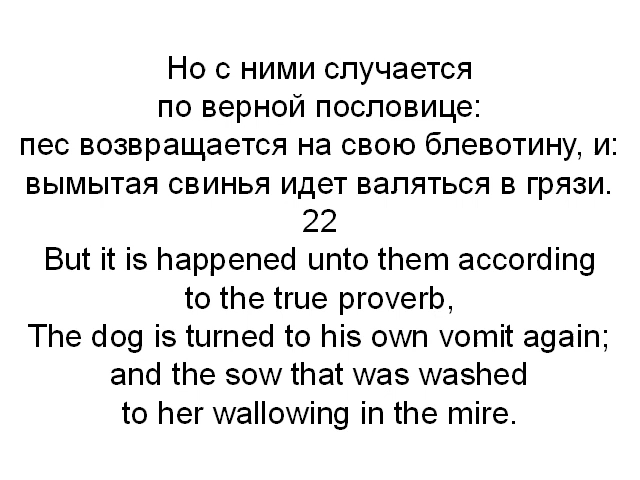 Но с ними случается
по верной пословице:
пес возвращается на свою блевотину, и:
вымытая свинья идет валяться в грязи.
22
But it is happened unto them according
to the true proverb,
The dog is turned to his own vomit again;
and the sow that was washed
to her wallowing in the mire.